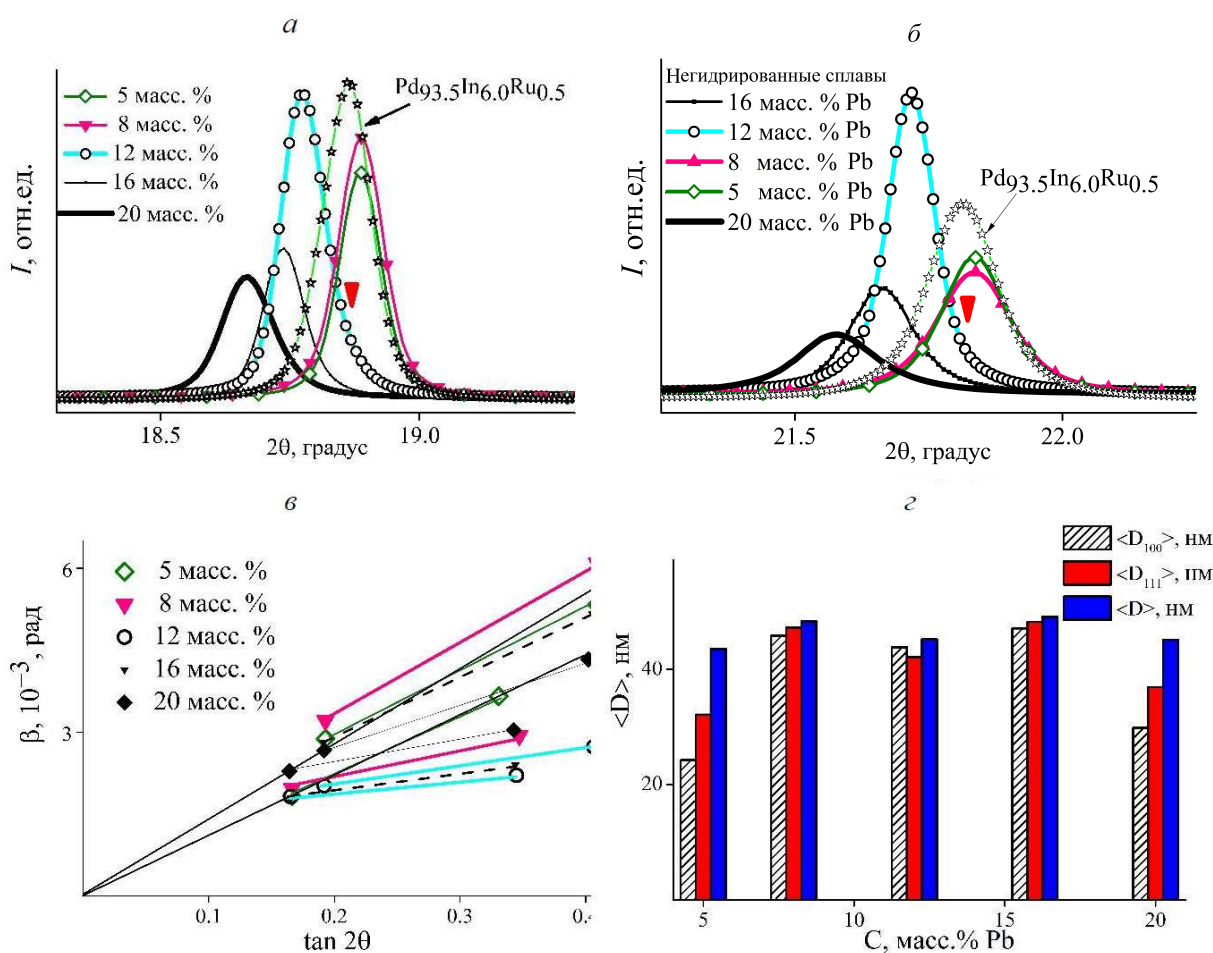 а
Pd93.5In6.0Ru0.5
5 масс. %
8 масс. %
12 масс. %
16 масс. %
20 масс. %
I, отн.ед.
18.5
19.0
2θ, градус
б
Негидрированные сплавы
16 масс. % Pb
12 масс. % Pb
8 масс. % Pb
5 масс. % Pb
20 масс. % Pb
Pd93.5In6.0Ru0.5
I, отн.ед.
21.5
22.0
2θ, градус
в
5 масс. %
8 масс. %
12 масс. %
16 масс. %
20 масс. %
β, 10⁻³, рад
6
3
0.1
0.2
0.3
0.4
tan 2θ
г
<D100>, нм
<D111>, нм
<D>, нм
<D>, нм
40
20
5
10
15
20
С, масс.% Pb